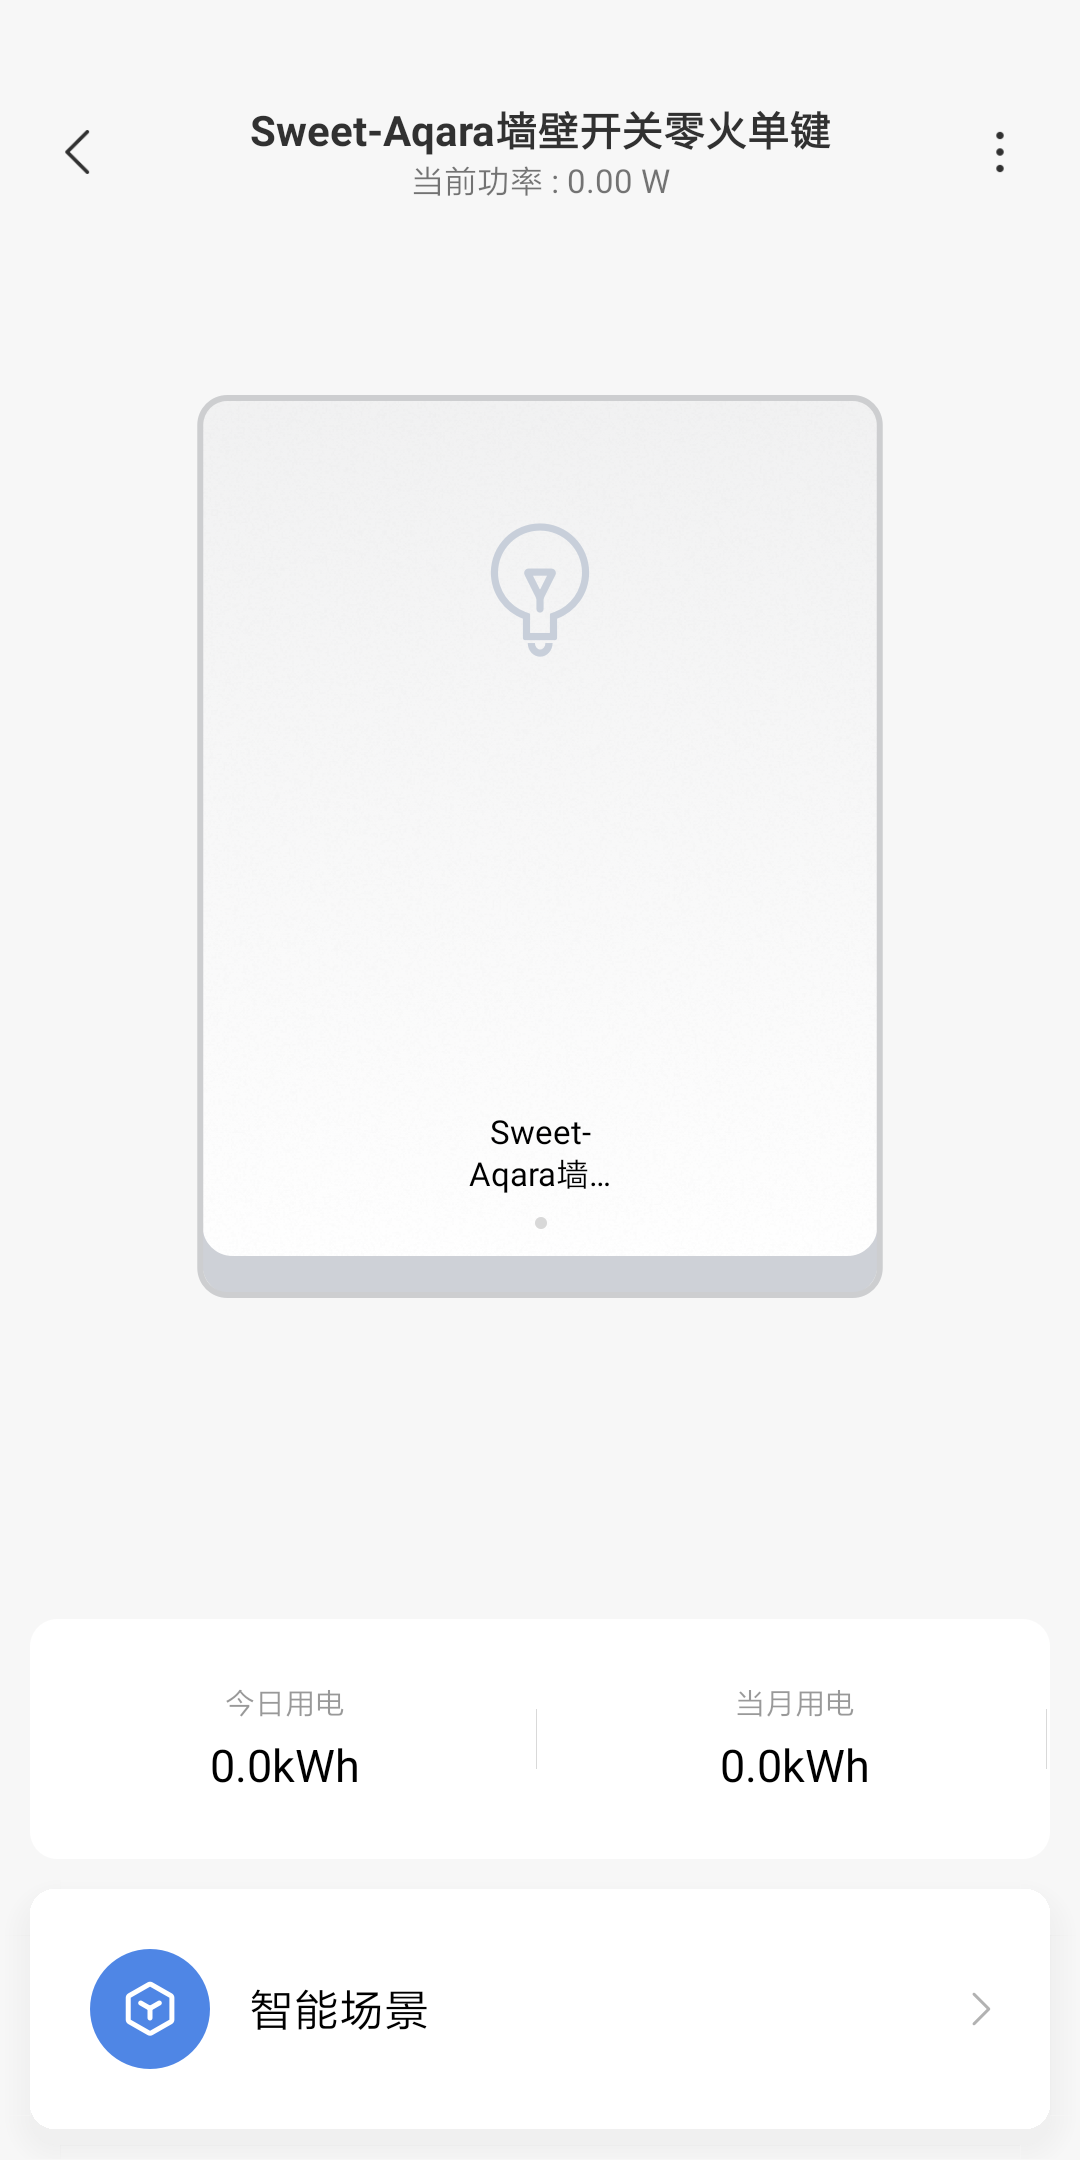 Sweet-Aqara墙壁开关零火单键
当前功率 : 0.00 W
Sweet-
Aqara墙...
今日用电
当月用电
0.0kWh
0.0kWh
智能场景